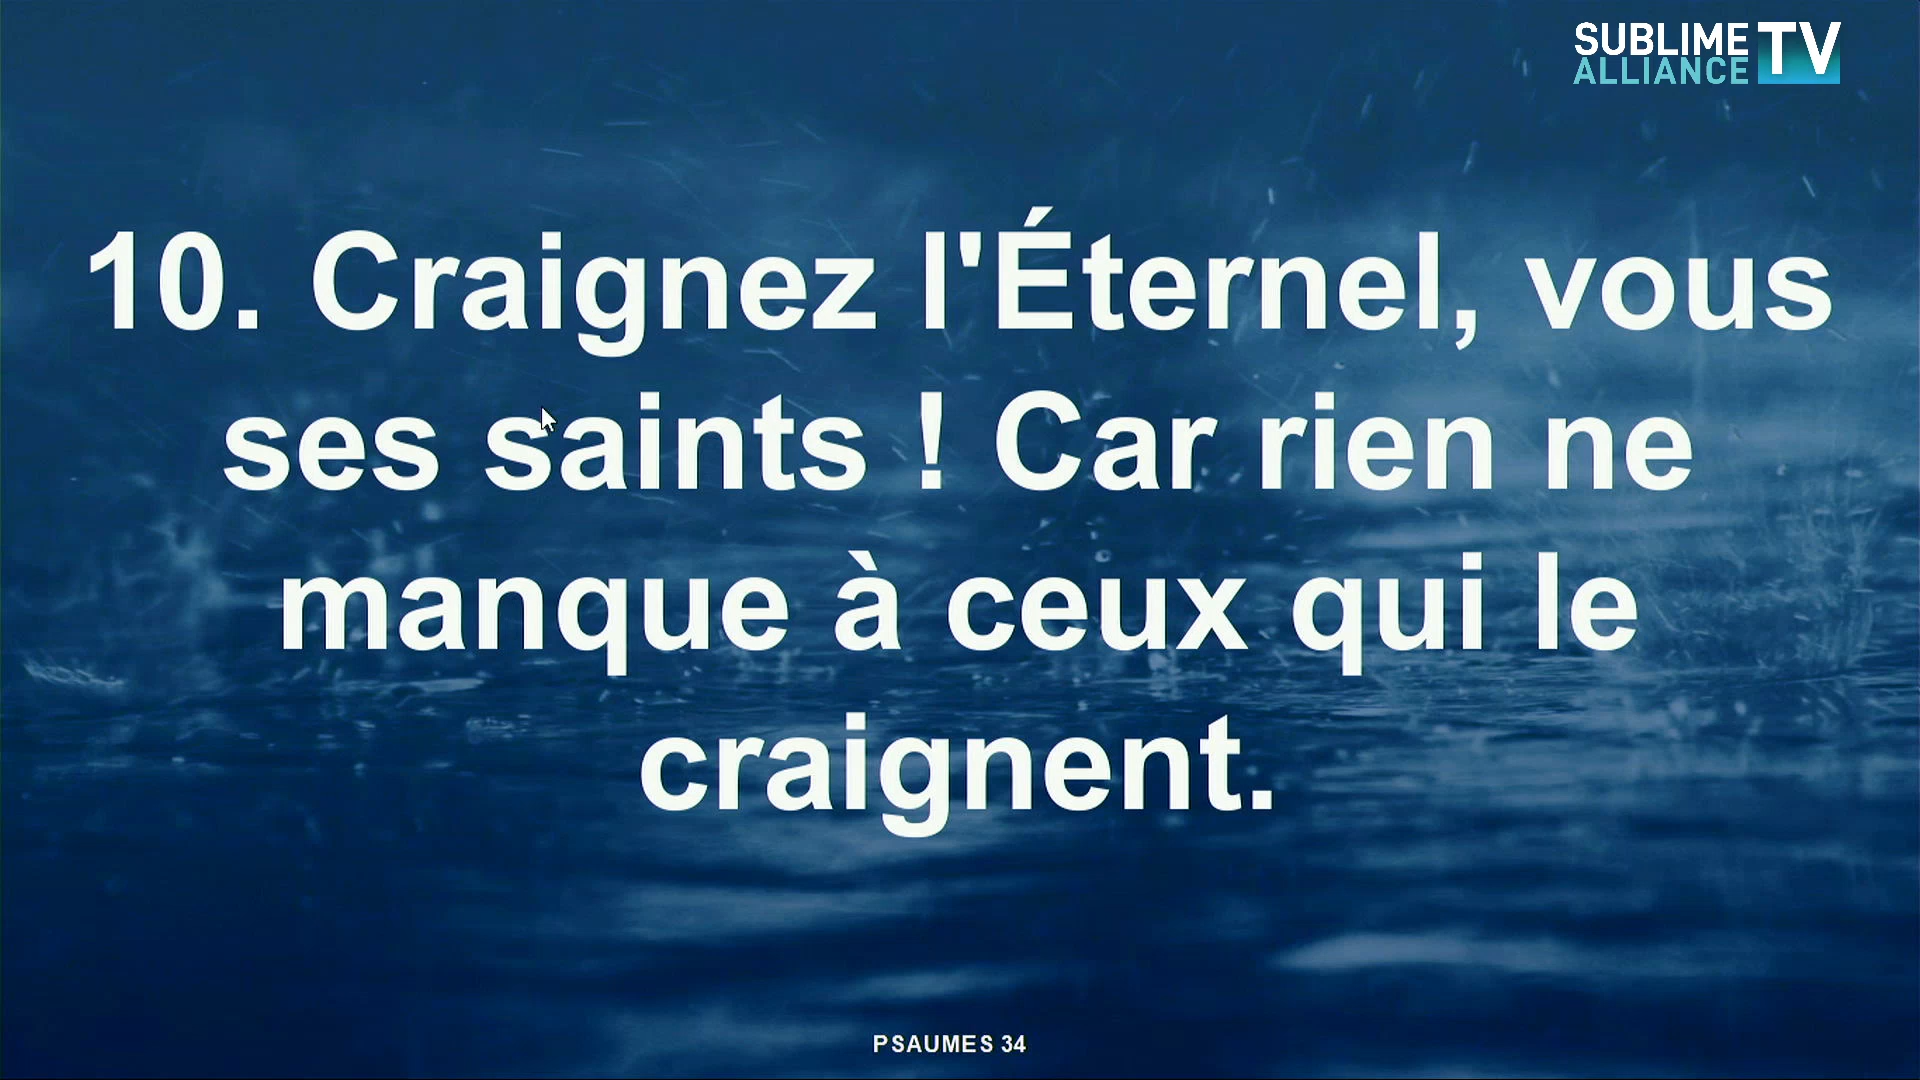 SUBLIME TV
ALLIANCE
10. Craignez l'Éternel, vous
ses saints ! Car rien ne
manque à ceux qui le
craignent.
PSAUMES 34